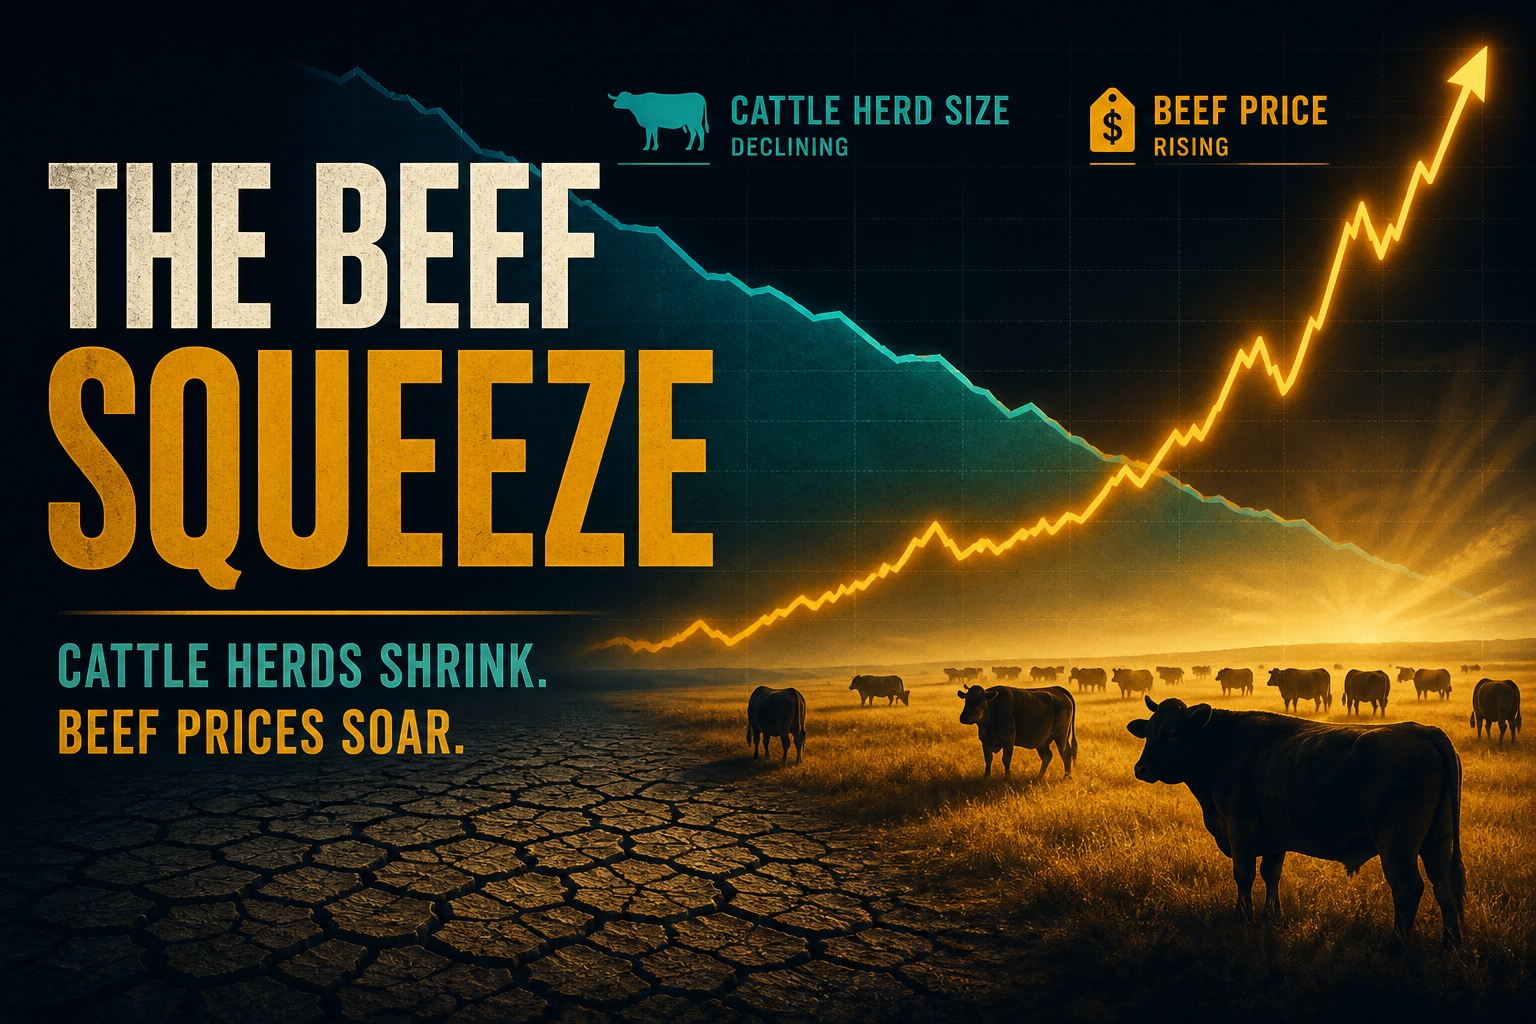 CATTLE HERD SIZE
DECLINING
$
BEEF PRICE
RISING
THE BEEF
SQUEEZE
CATTLE HERDS SHRINK.
BEEF PRICES SOAR.